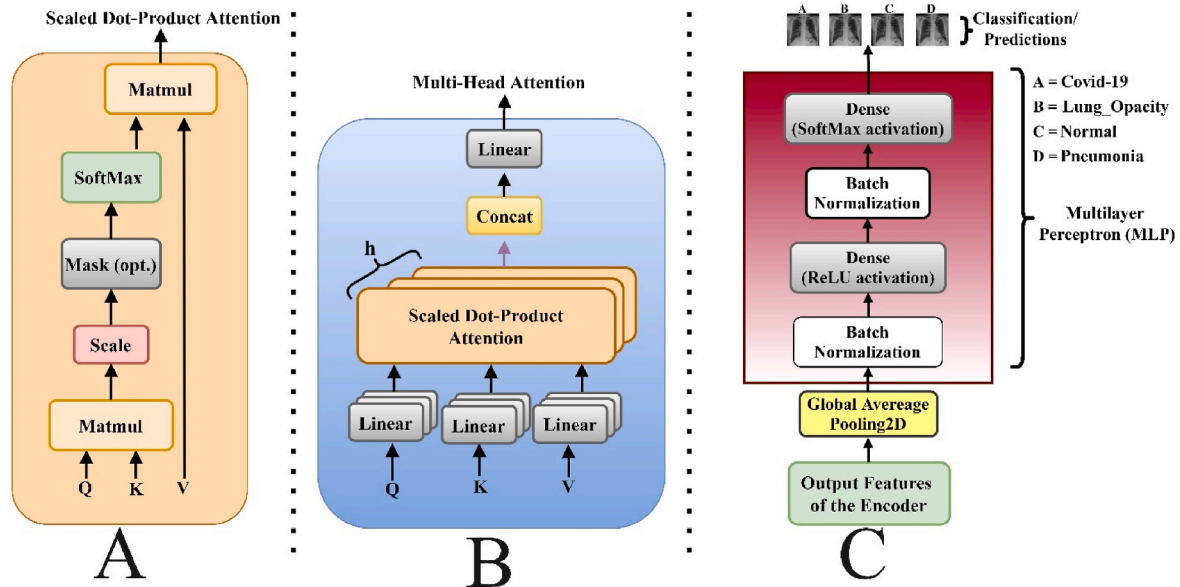 Scaled Dot-Product Attention
Matmul
SoftMax
Mask (opt.)
Scale
Matmul
Q K V
A
Multi-Head Attention
Linear
Concat
h
Scaled Dot-Product
Attention
Linear Linear Linear
Q K V
B
A B C D
Classification/
Predictions
Dense
(SoftMax activation)
Batch
Normalization
Dense
(ReLU activation)
Batch
Normalization
Global Avereage
Pooling2D
Output Features
of the Encoder
A = Covid-19
B = Lung_Opacity
C = Normal
D = Pneumonia
Multilayer
Perceptron (MLP)
C